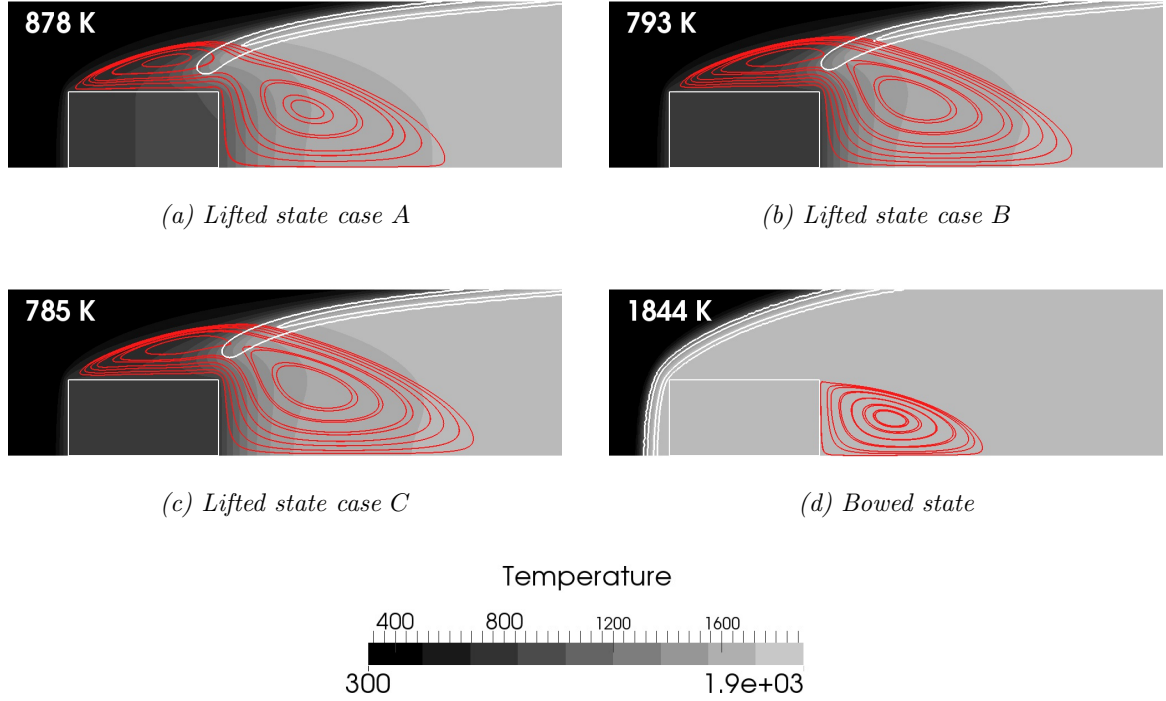 878 K
793 K
(a) Lifted state case A
(b) Lifted state case B
785 K
1844 K
(c) Lifted state case C
(d) Bowed state
Temperature
400 800 1200 1600
300 1.9e+03